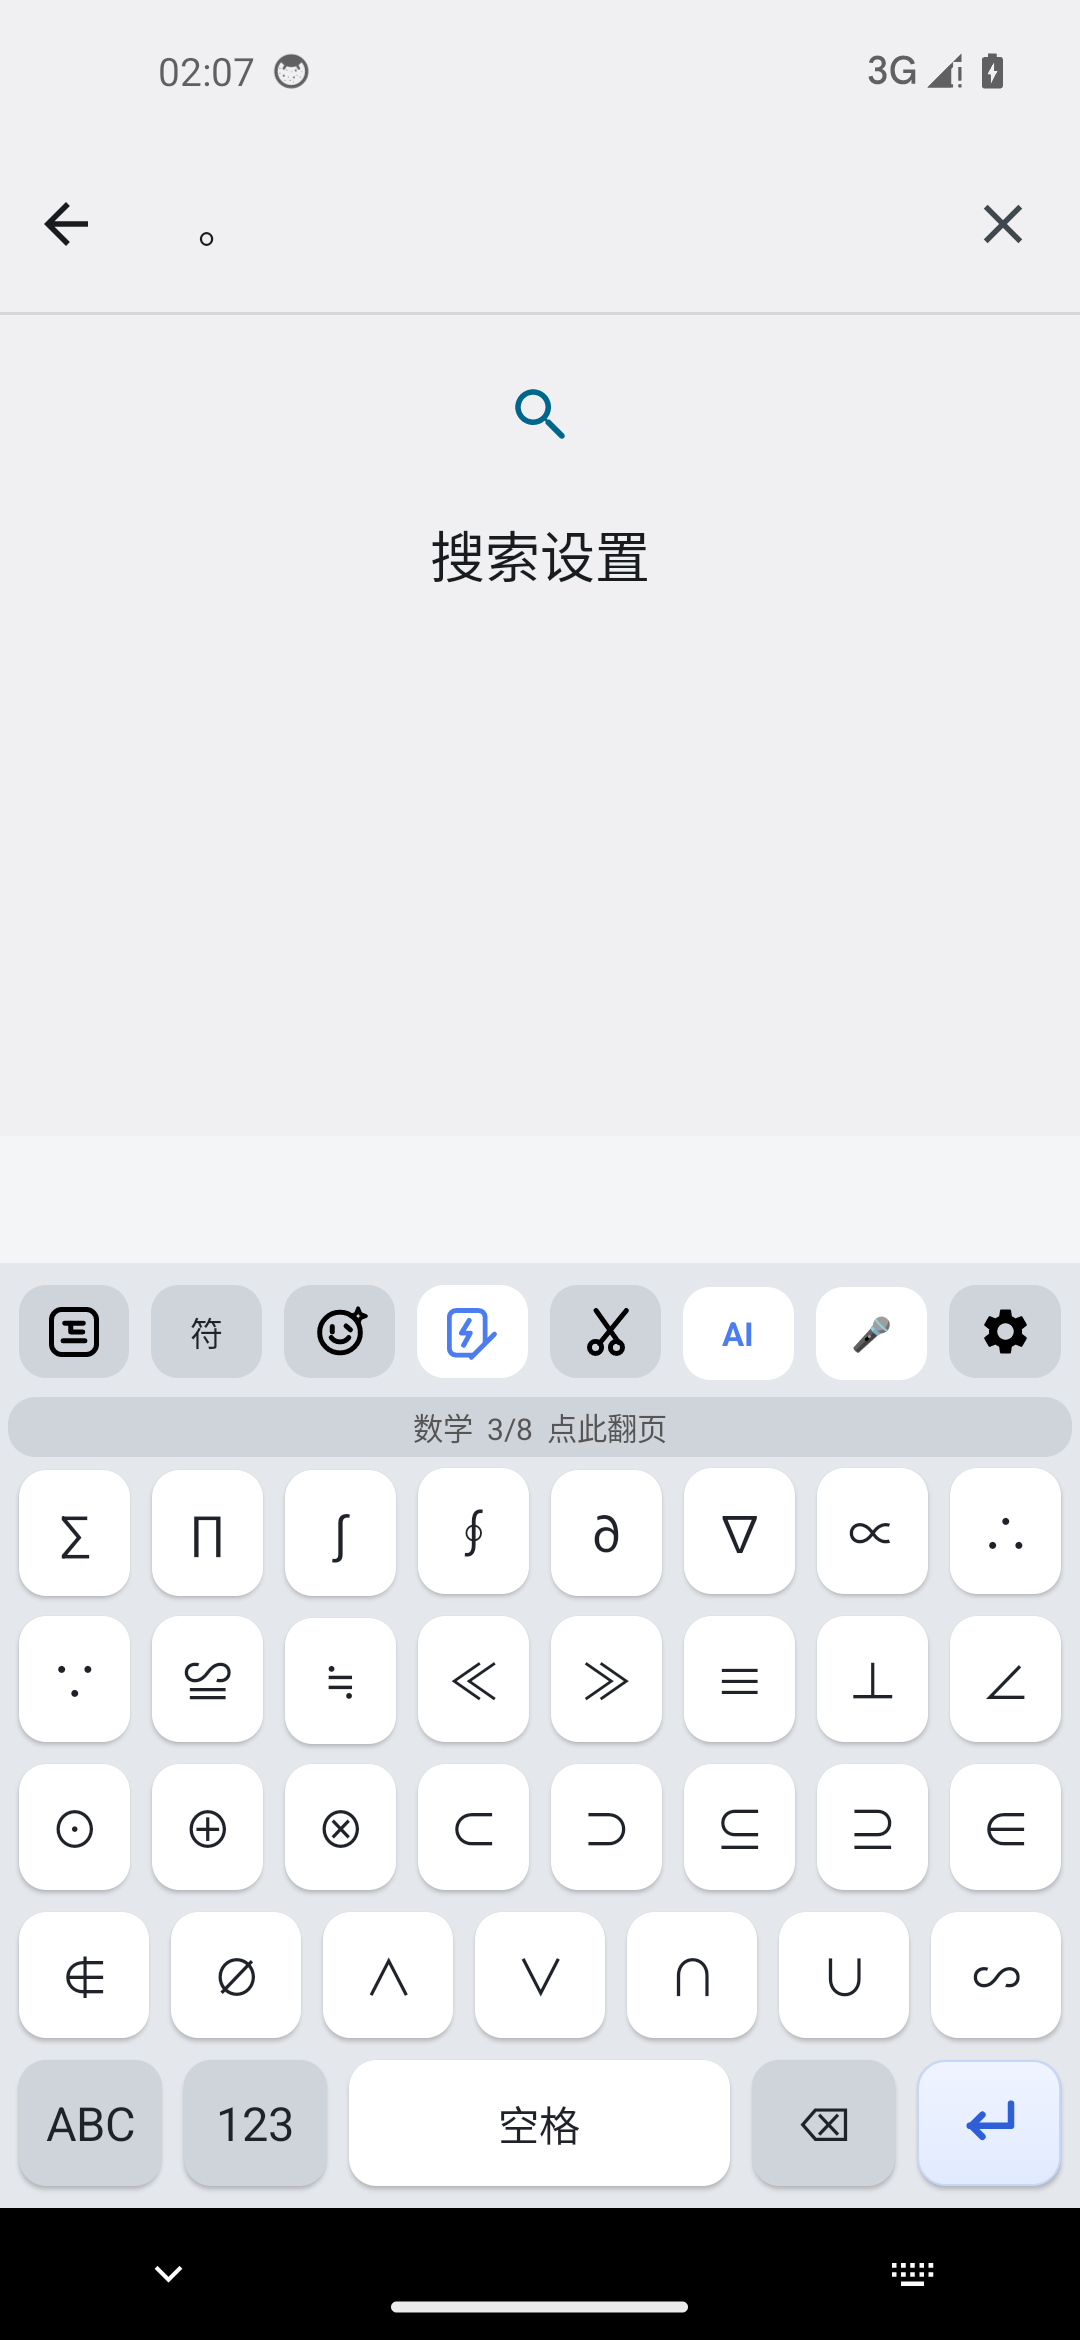 02:07 3G
。
搜索设置
符 AI
数学 3/8 点此翻页
∑ ∏ ∫ ∮ ∂ ∇ ∝ ∴
∵ ≌ ≒ ≪ ≫ ≡ ⊥ ∠
⊙ ⊕ ⊗ ⊂ ⊃ ⊆ ⊇ ∈
∉ ∅ ∧ ∨ ∩ ∪ ∽
ABC 123 空格